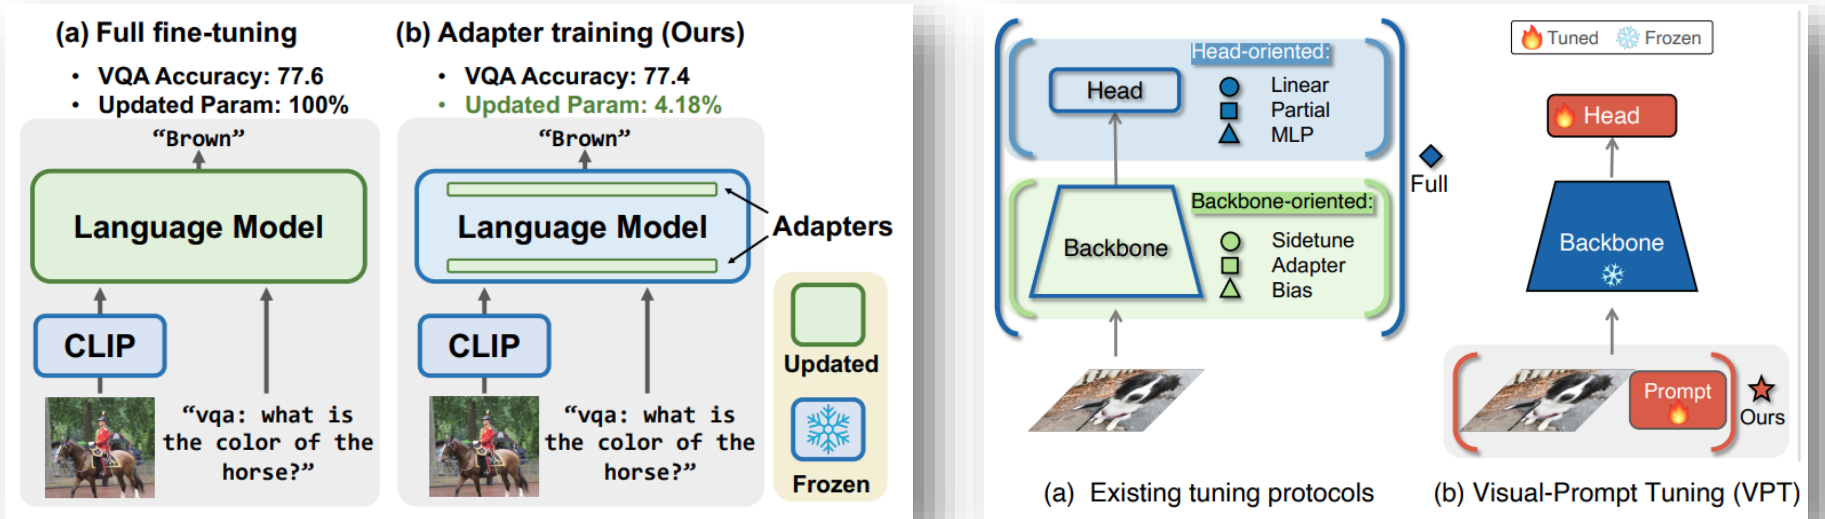 (a) Full fine-tuning
• VQA Accuracy: 77.6
• Updated Param: 100%
“Brown”
Language Model
CLIP
“vqa: what is
the color of the
horse?”
(b) Adapter training (Ours)
• VQA Accuracy: 77.4
• Updated Param: 4.18%
“Brown”
Language Model
Adapters
CLIP
“vqa: what is
the color of the
horse?”
Updated
Frozen
Head-oriented:
Head
Linear
Partial
MLP
Full
Backbone-oriented:
Backbone
Sidetune
Adapter
Bias
(a) Existing tuning protocols
Tuned Frozen
Head
Backbone
Prompt
Ours
(b) Visual-Prompt Tuning (VPT)